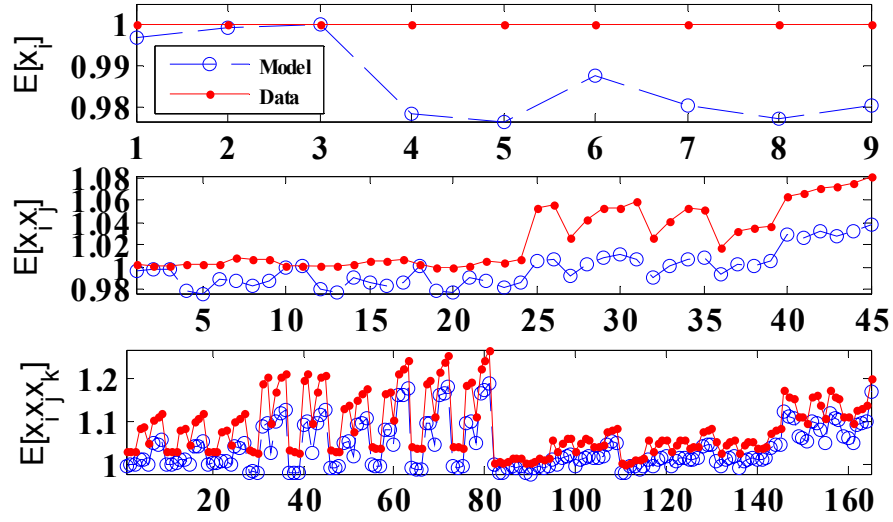 E[x_i]
1
0.99
0.98
Model
Data
1 2 3 4 5 6 7 8 9
E[x_i x_j]
1.08
1.06
1.04
1.02
1
0.98
5 10 15 20 25 30 35 40 45
E[x_i x_j x_k]
1.2
1.1
1
20 40 60 80 100 120 140 160